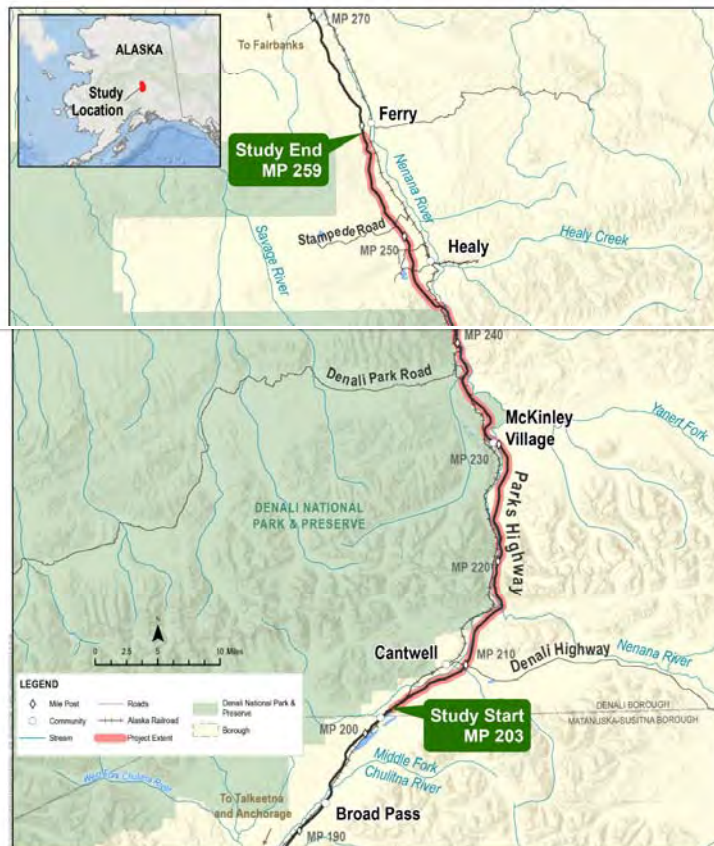 MP 270
To Fairbanks
ALASKA
Study
Location
Ferry
Study End
MP 259
Nenana River
Stampede Road
MP 250
Healy
Healy Creek
Savage River
MP 240
Denali Park Road
McKinley
Village
Yanert
Fork
MP 230
DENALI NATIONAL
PARK & PRESERVE
Parks Highway
MP 220
N
0 2.5 5 10 Miles
Cantwell
MP 210
Denali Highway
Nenana River
LEGEND
Mile Post
Community
Stream
Roads
Alaska Railroad
Project Extent
Denali National Park &
Preserve
Borough
Study Start
MP 203
DENALI BOROUGH
MATANUSKA-SUSITNA BOROUGH
MP 200
Middle Fork
Chulitna River
West Fork Chulitna River
To Talkeetna
and Anchorage
Broad Pass
MP 190